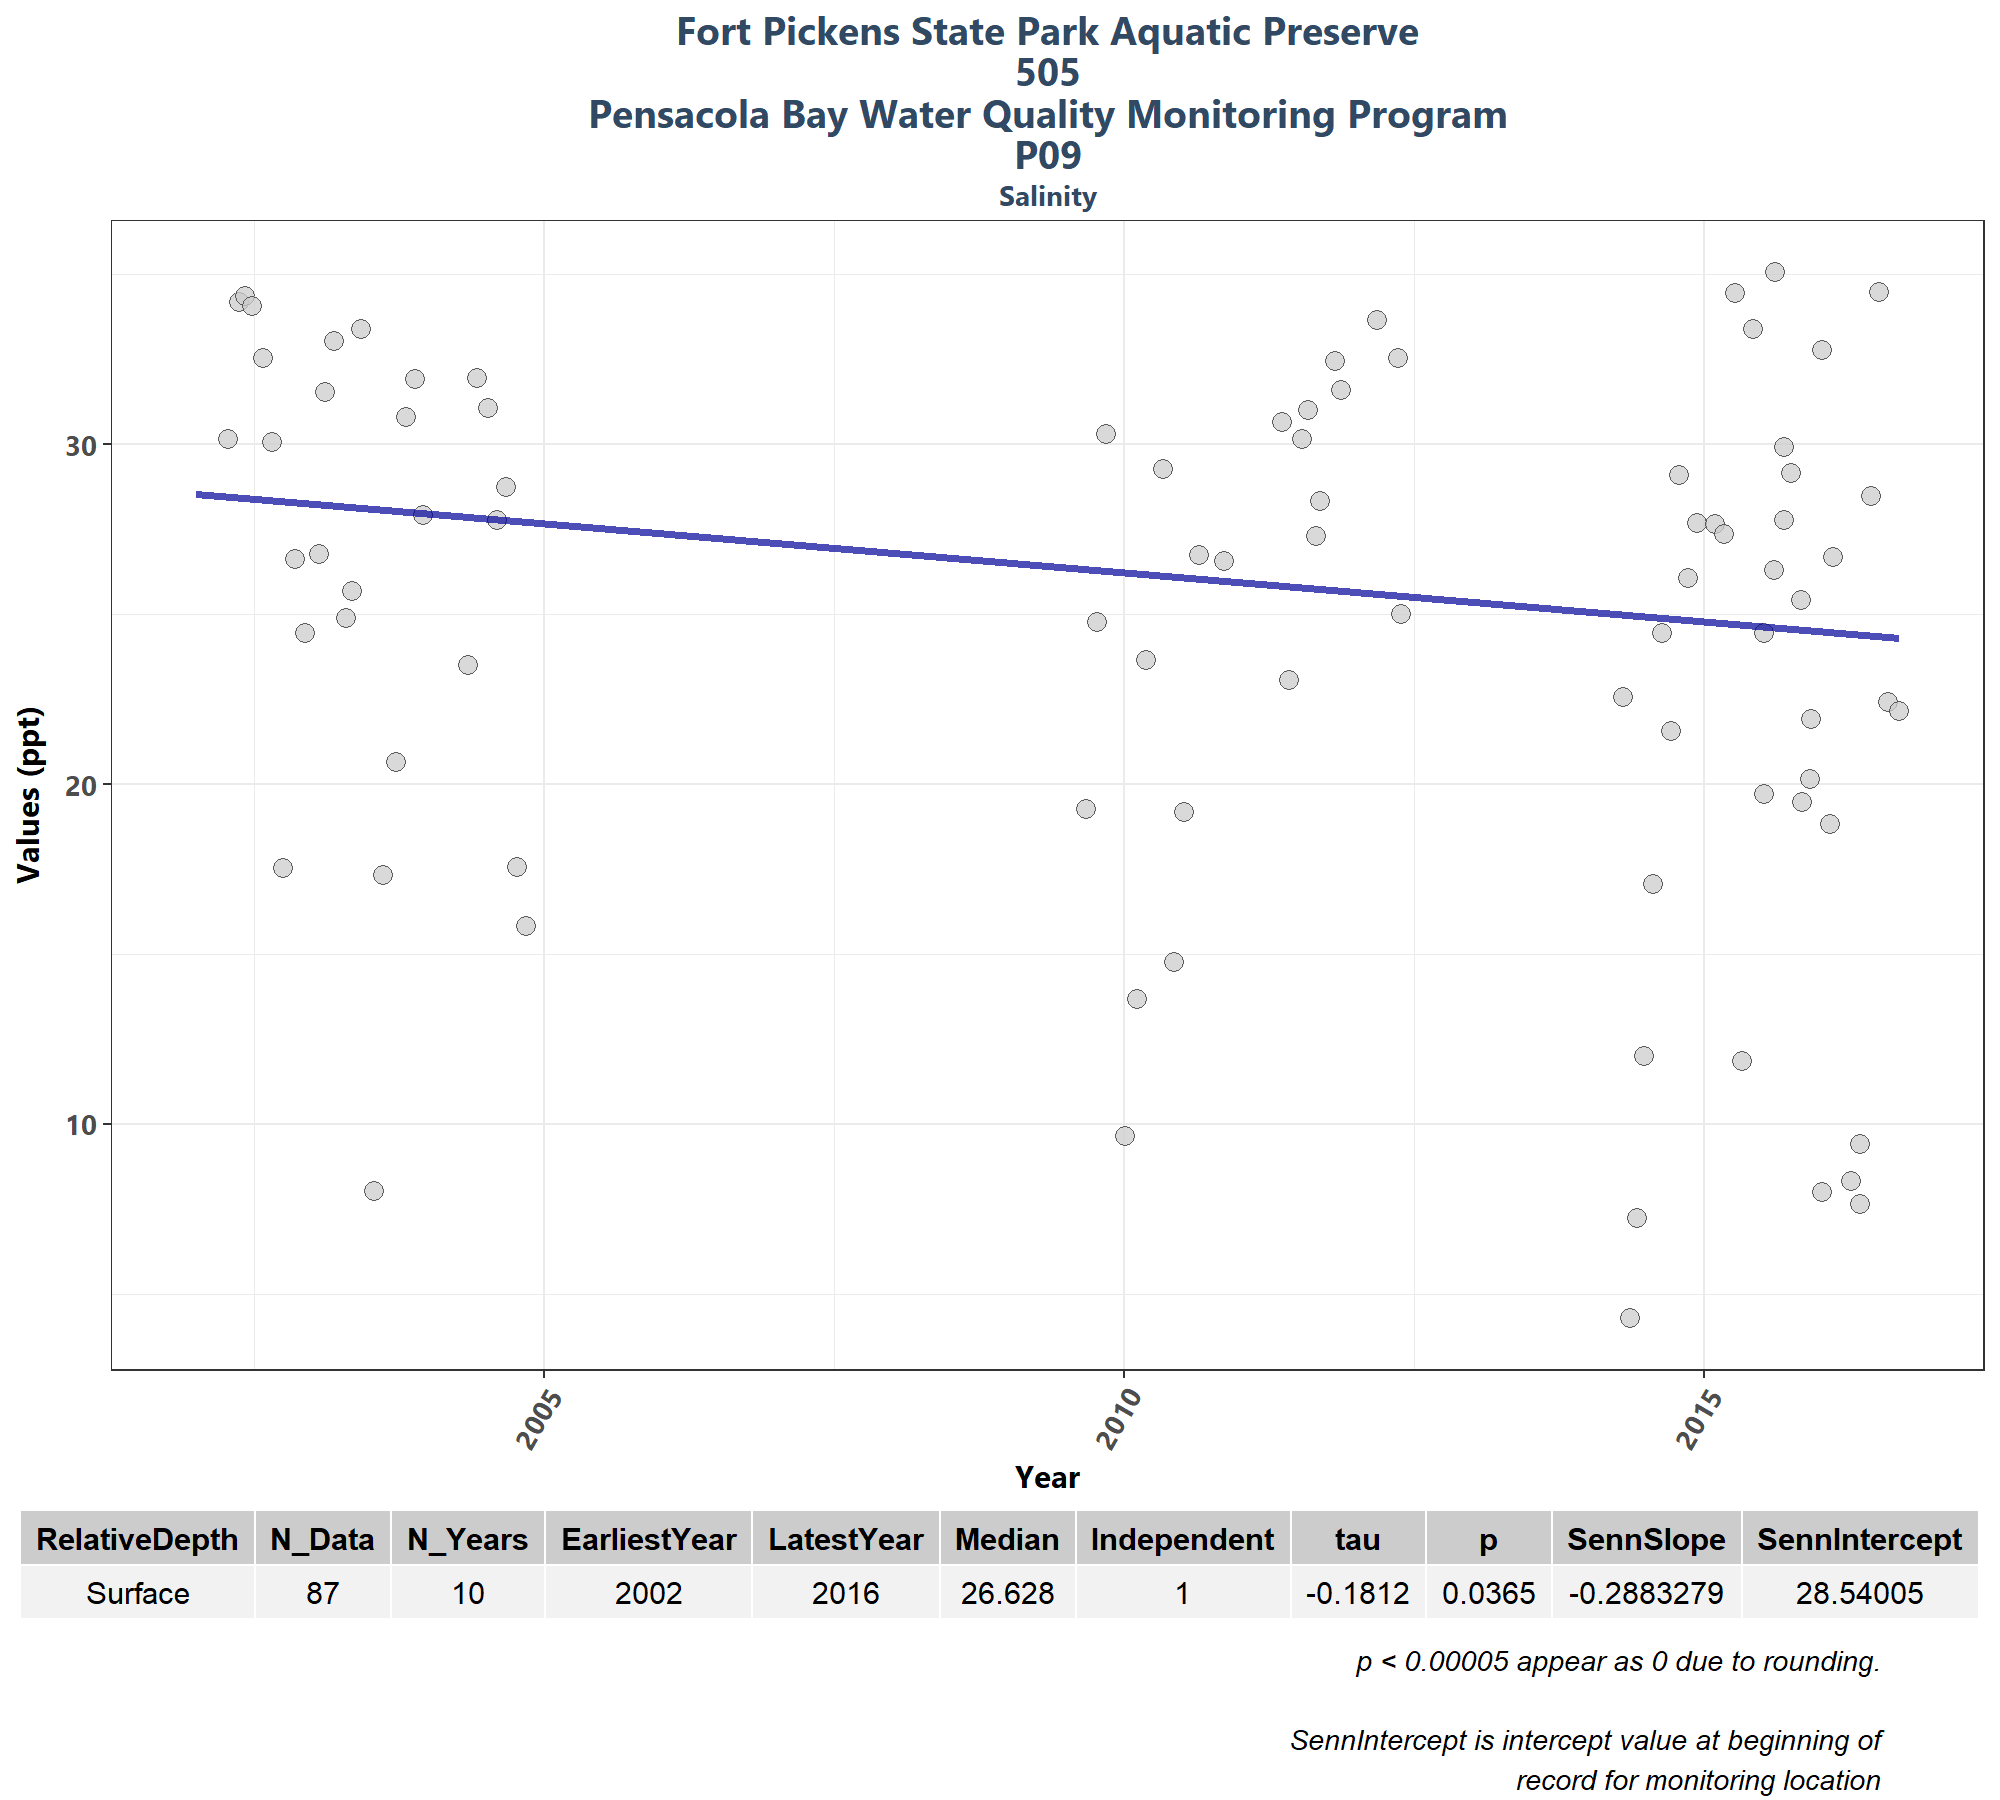 Fort Pickens State Park Aquatic Preserve
505
Pensacola Bay Water Quality Monitoring Program
P09
Salinity
30
20
10
Values (ppt)
2005 2010 2015
Year
RelativeDepth N_Data N_Years EarliestYear LatestYear Median Independent tau p SennSlope SennIntercept
Surface 87 10 2002 2016 26.628 1 -0.1812 0.0365 -0.2883279 28.54005
p < 0.00005 appear as 0 due to rounding.
SennIntercept is intercept value at beginning of
record for monitoring location